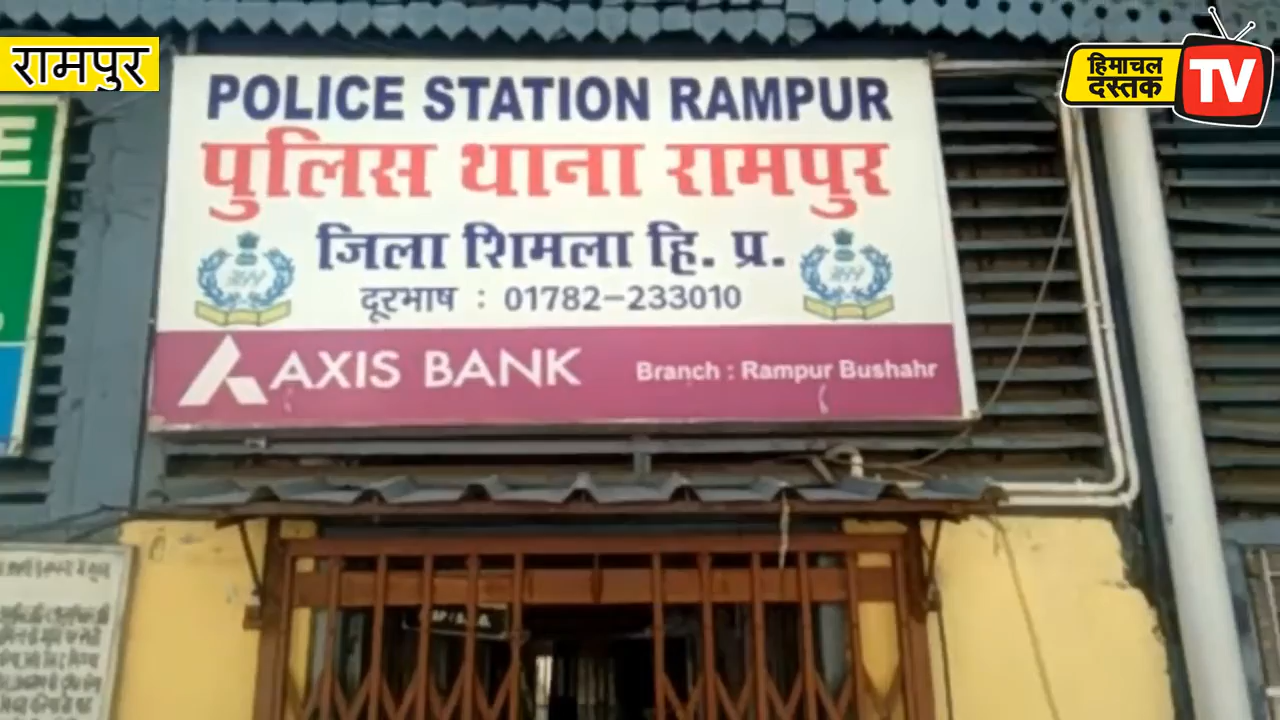 रामपुर
हिमाचल
दस्तक
TV
POLICE STATION RAMPUR
पुलिस थाना रामपुर
जिला शिमला हि. प्र.
दूरभाष : 01782-233010
AXIS BANK
Branch : Rampur Bushahr
E